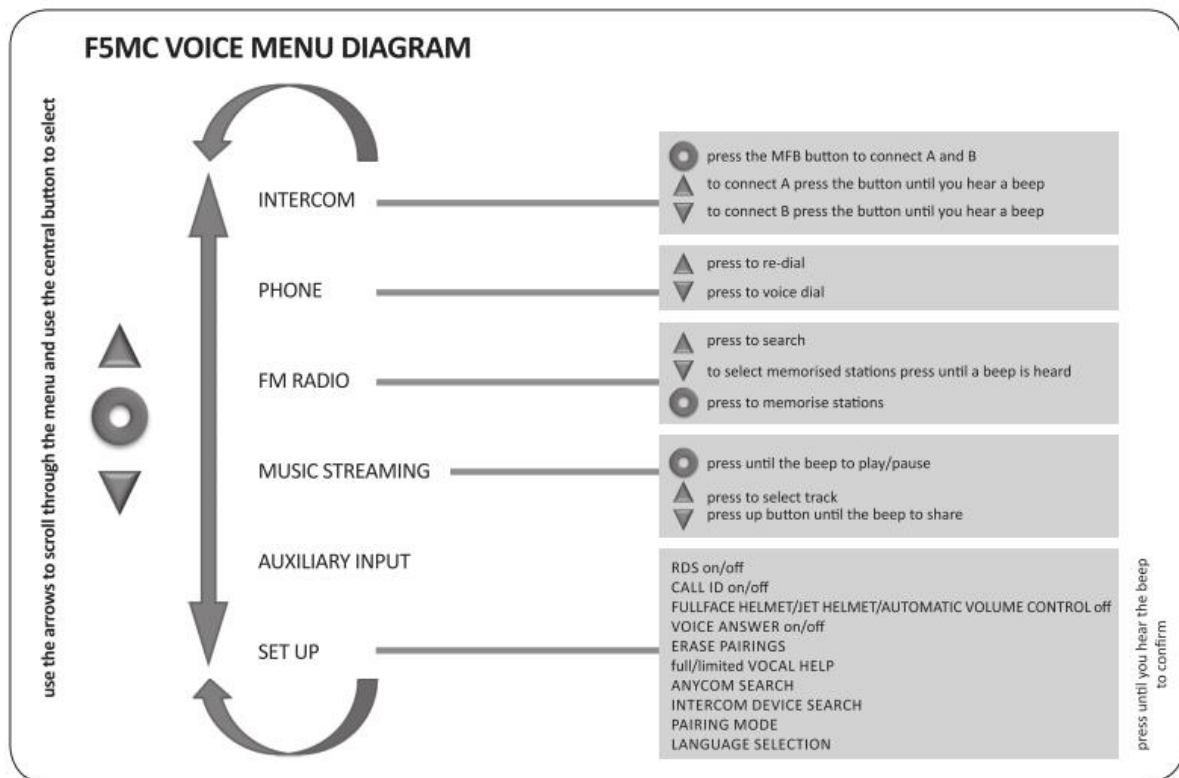 F5MC VOICE MENU DIAGRAM
use the arrows to scroll through the menu and use the central button to select
INTERCOM
press the MFB button to connect A and B
to connect A press the button until you hear a beep
to connect B press the button until you hear a beep
PHONE
press to re-dial
press to voice dial
FM RADIO
press to search
to select memorised stations press until a beep is heard
press to memorise stations
MUSIC STREAMING
press until the beep to play/pause
press to select track
press up button until the beep to share
AUXILIARY INPUT
SET UP
RDS on/off
CALL ID on/off
FULLFACE HELMET/JET HELMET/AUTOMATIC VOLUME CONTROL off
VOICE ANSWER on/off
ERASE PAIRINGS
full/limited VOCAL HELP
ANYCOM SEARCH
INTERCOM DEVICE SEARCH
PAIRING MODE
LANGUAGE SELECTION
press until you hear the beep
to confirm